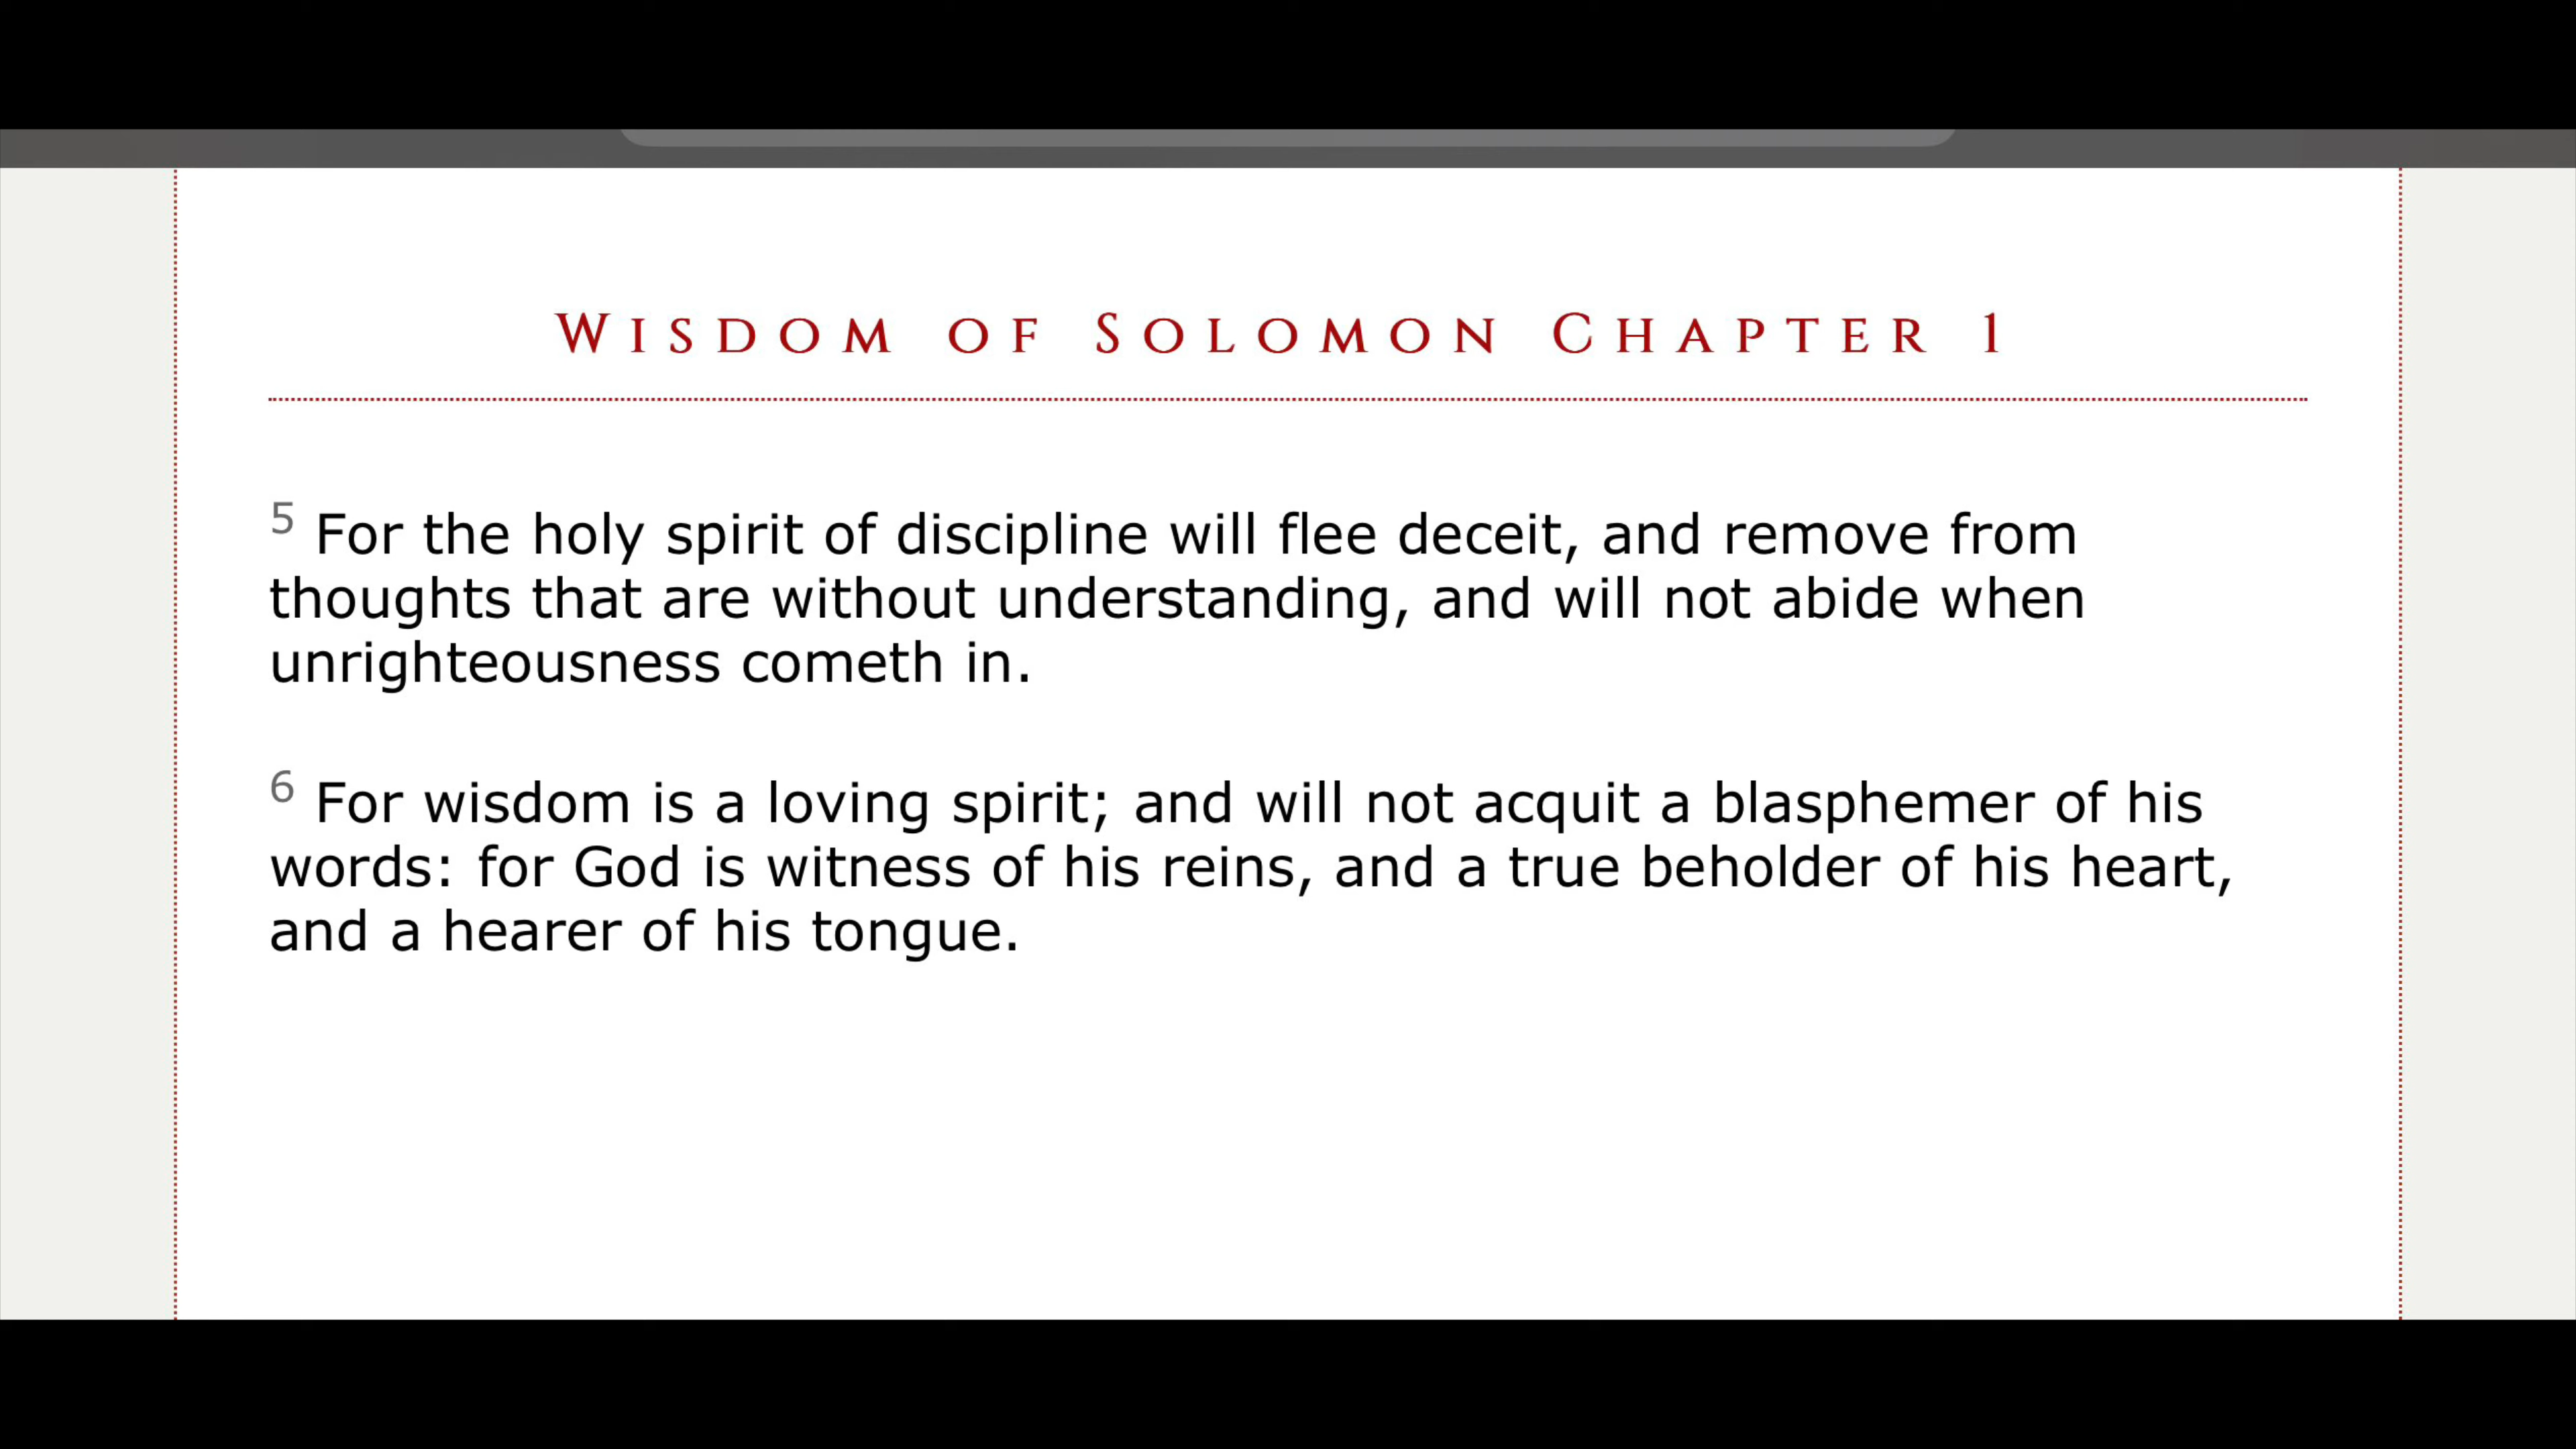 Wisdom of Solomon Chapter 1
5 For the holy spirit of discipline will flee deceit, and remove from
thoughts that are without understanding, and will not abide when
unrighteousness cometh in.
6 For wisdom is a loving spirit; and will not acquit a blasphemer of his
words: for God is witness of his reins, and a true beholder of his heart,
and a hearer of his tongue.